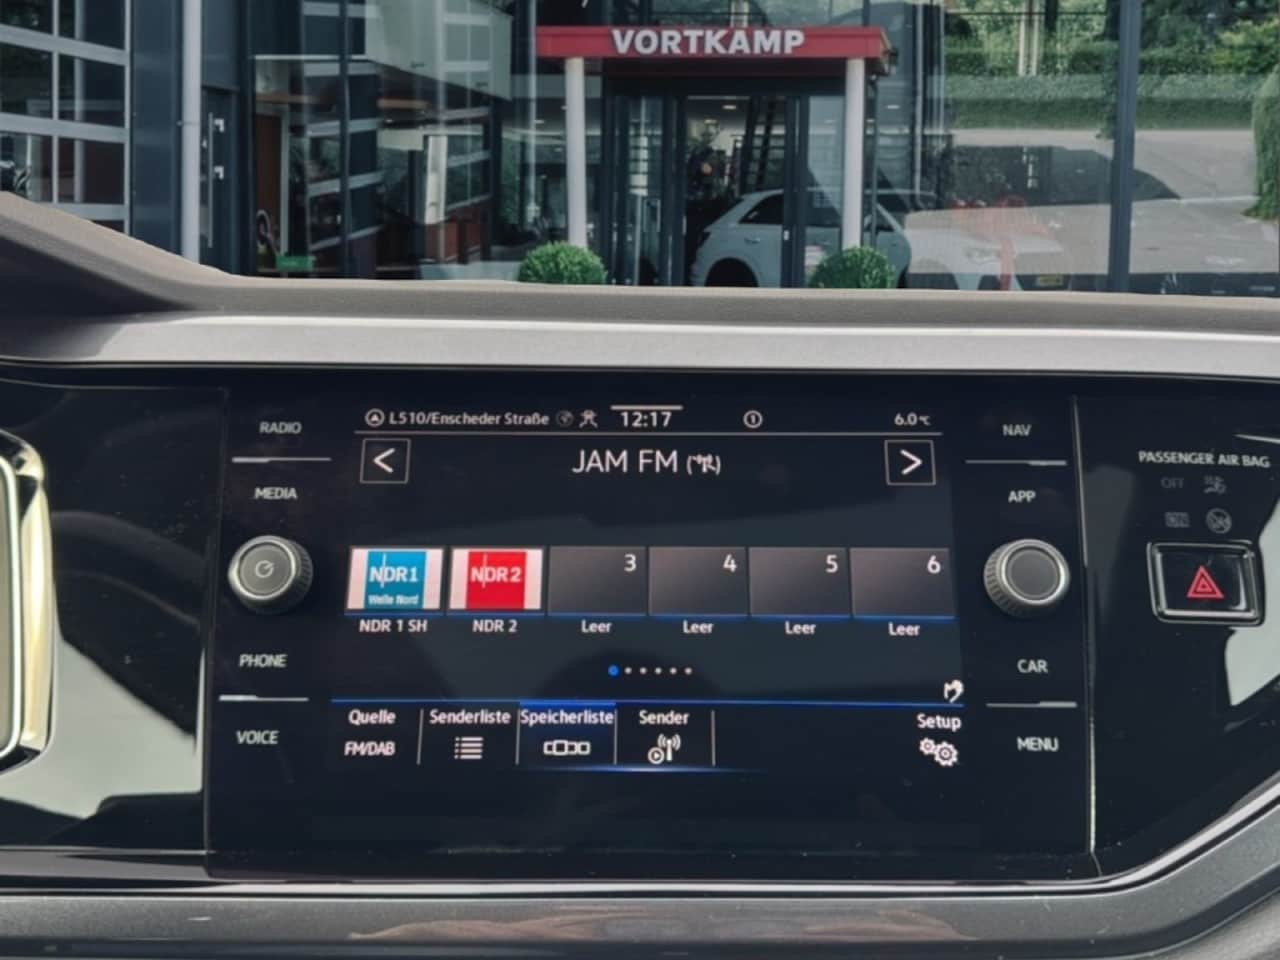 VORTKAMP
RADIO
MEDIA
PHONE
VOICE
L510/Enscheder Straße 12:17 1 6.0°C
< JAM FM >
NDR1 NDR2 3 4 5 6
Welle Nord
NDR 1 SH NDR 2 Leer Leer Leer Leer
Quelle Senderliste Speicherliste Sender Setup
FM/DAB
NAV
APP
CAR
MENU
PASSENGER AIR BAG
OFF
ON